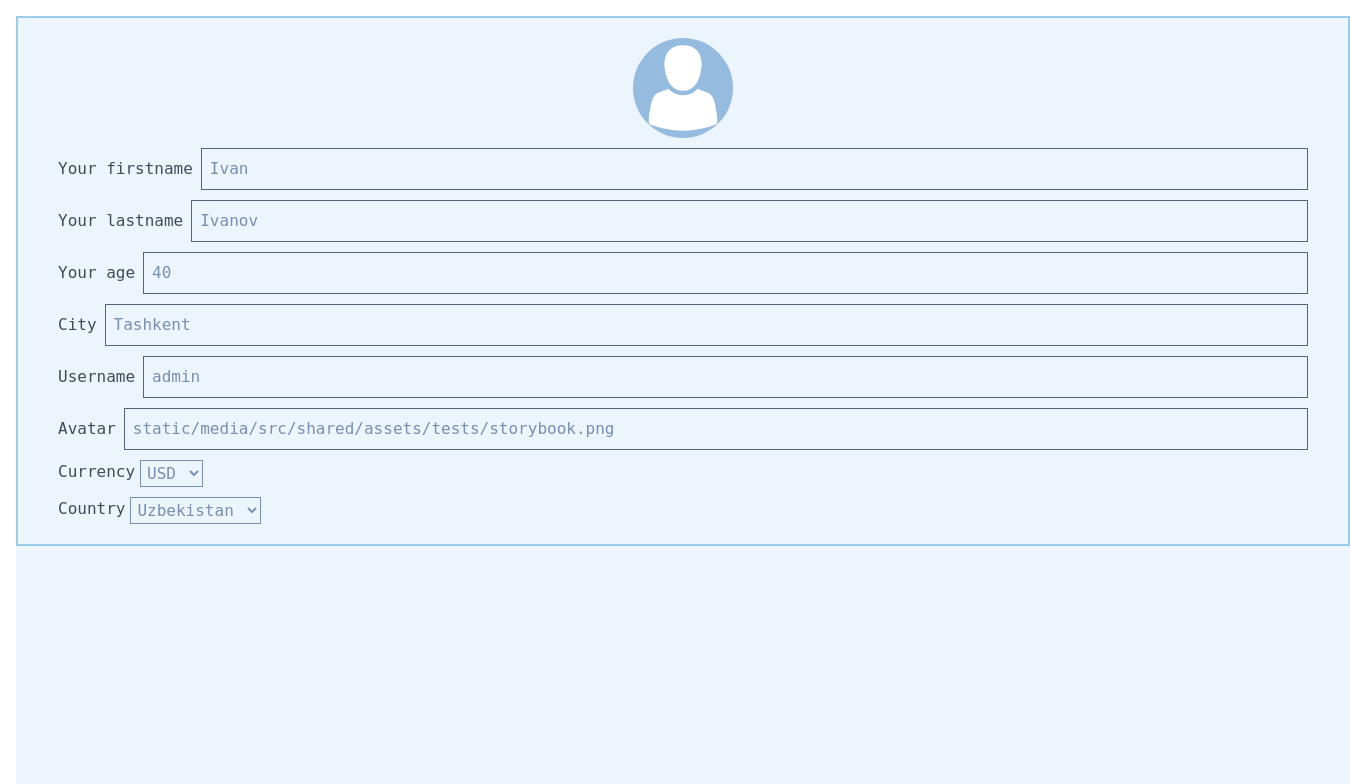 Your firstname Ivan
Your lastname Ivanov
Your age 40
City Tashkent
Username admin
Avatar static/media/src/shared/assets/tests/storybook.png
Currency USD
Country Uzbekistan